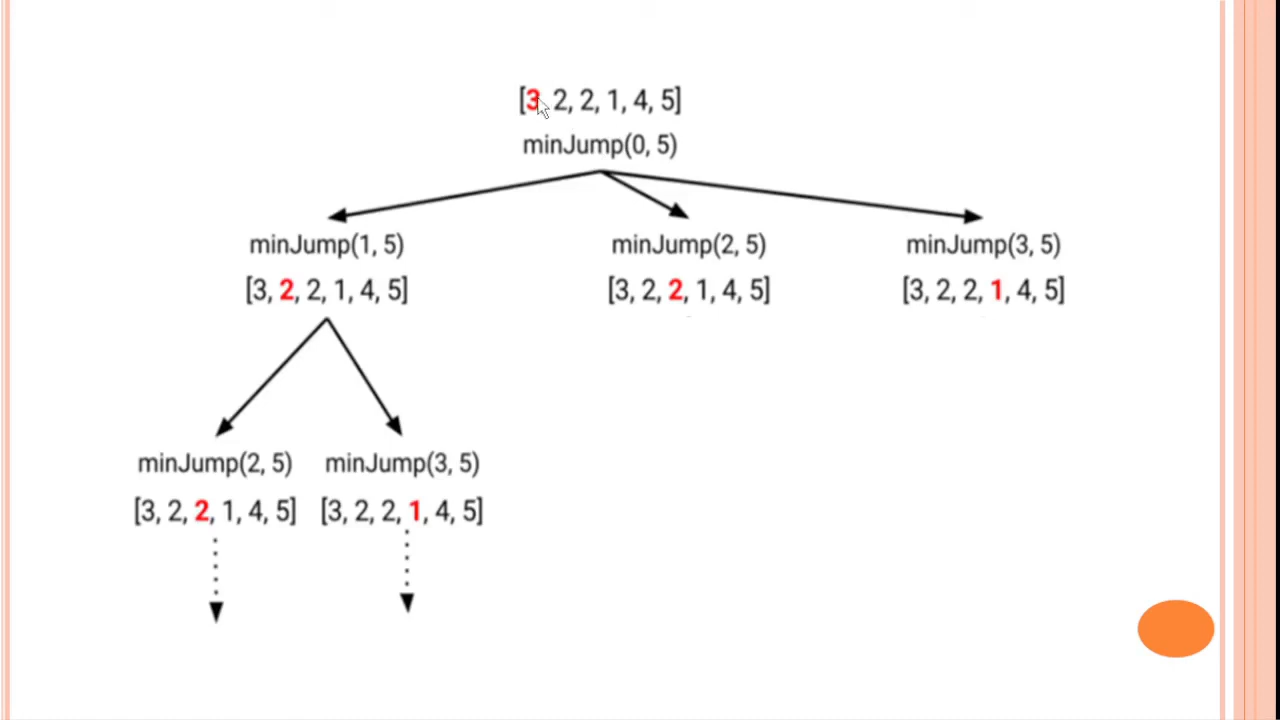 [3, 2, 2, 1, 4, 5]
minJump(0, 5)
minJump(1, 5) minJump(2, 5) minJump(3, 5)
[3, 2, 2, 1, 4, 5] [3, 2, 2, 1, 4, 5] [3, 2, 2, 1, 4, 5]
minJump(2, 5) minJump(3, 5)
[3, 2, 2, 1, 4, 5] [3, 2, 2, 1, 4, 5]